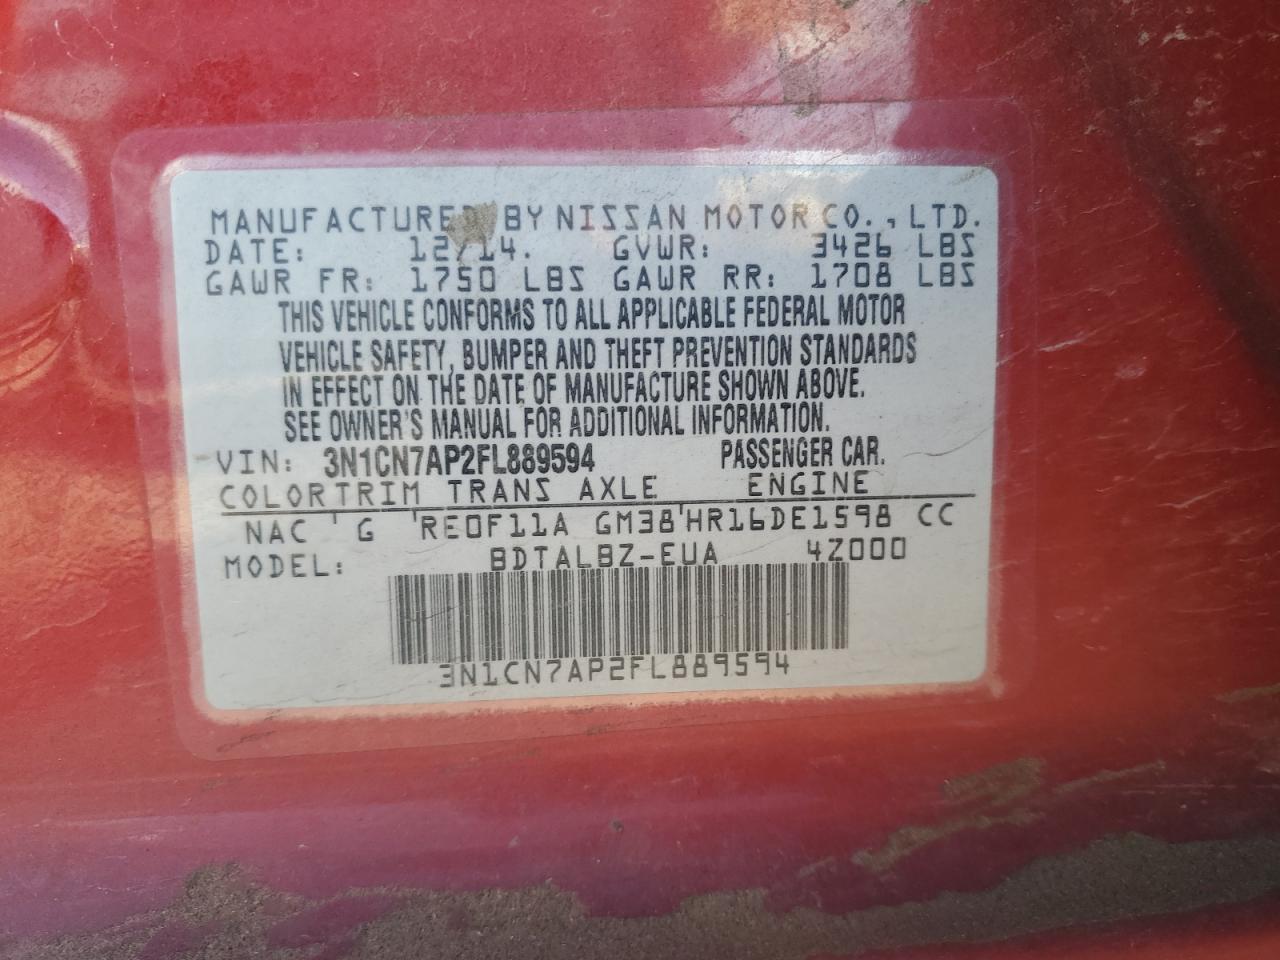 MANUFACTURED BY NISSAN MOTOR CO., LTD.
DATE: 12/14. GVWR: 3426 LBS
GAWR FR: 1750 LBS GAWR RR: 1708 LBS
THIS VEHICLE CONFORMS TO ALL APPLICABLE FEDERAL MOTOR
VEHICLE SAFETY, BUMPER AND THEFT PREVENTION STANDARDS
IN EFFECT ON THE DATE OF MANUFACTURE SHOWN ABOVE.
SEE OWNER'S MANUAL FOR ADDITIONAL INFORMATION.
VIN: 3N1CN7AP2FL889594 PASSENGER CAR.
COLORTRIM TRANS AXLE ENGINE
NAC ' G 'RE0F11A GM38'HR16DE1598 CC
MODEL: BDTALBZ-EUA 4Z000
3N1CN7AP2FL889594